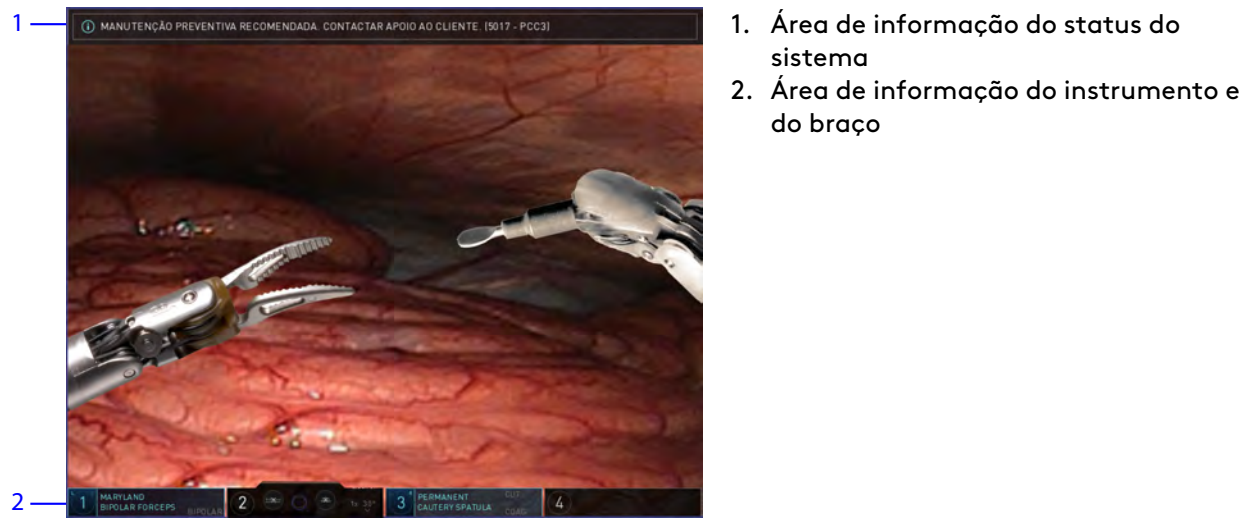 1
MANUTENÇÃO PREVENTIVA RECOMENDADA. CONTACTAR APOIO AO CLIENTE. (5017 - PCC3)
1. Área de informação do status do
sistema
2. Área de informação do instrumento e
do braço
2
1 MARYLAND
BIPOLAR FORCEPS BIPOLAR
2
1x 30°
3 PERMANENT CUT
CAUTERY SPATULA COAG
4